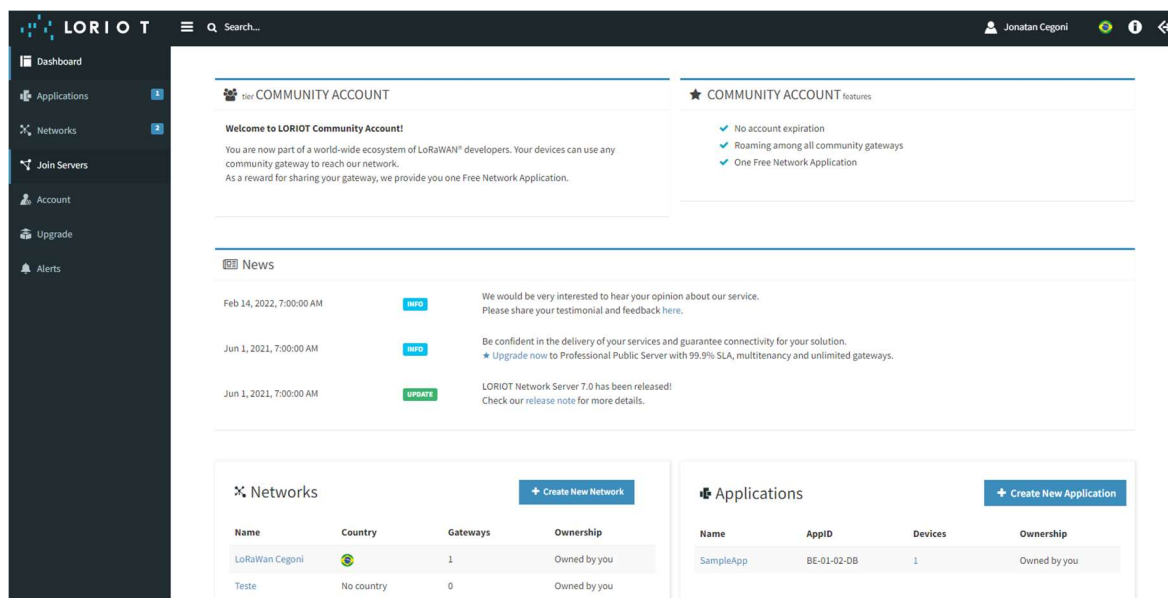 LORIOT
Search...
Jonatan Cegoni
Dashboard
Applications 1
Networks 2
Join Servers
Account
Upgrade
Alerts
tier COMMUNITY ACCOUNT
Welcome to LORIOT Community Account!
You are now part of a world-wide ecosystem of LoRaWAN® developers. Your devices can use any
community gateway to reach our network.
As a reward for sharing your gateway, we provide you one Free Network Application.
COMMUNITY ACCOUNT features
No account expiration
Roaming among all community gateways
One Free Network Application
News
Feb 14, 2022, 7:00:00 AM INFO We would be very interested to hear your opinion about our service.
Please share your testimonial and feedback here.
Jun 1, 2021, 7:00:00 AM INFO Be confident in the delivery of your services and guarantee connectivity for your solution.
★ Upgrade now to Professional Public Server with 99.9% SLA, multitenancy and unlimited gateways.
Jun 1, 2021, 7:00:00 AM UPDATE LORIOT Network Server 7.0 has been released!
Check our release note for more details.
Networks
+ Create New Network
Name Country Gateways Ownership
LoRaWan Cegoni 1 Owned by you
Teste No country 0 Owned by you
Applications
+ Create New Application
Name AppID Devices Ownership
SampleApp BE-01-02-DB 1 Owned by you